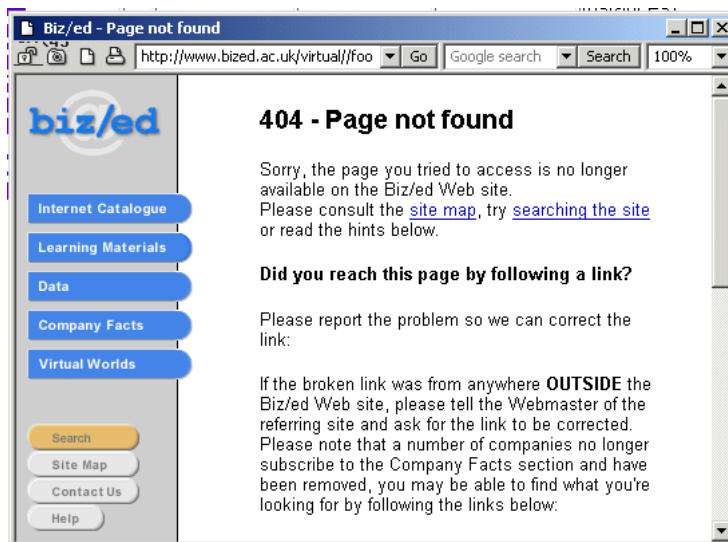 Biz/ed - Page not found
http://www.bized.ac.uk/virtual//foo Go Google search Search 100%
biz/ed
Internet Catalogue
Learning Materials
Data
Company Facts
Virtual Worlds
Search
Site Map
Contact Us
Help
404 - Page not found
Sorry, the page you tried to access is no longer
available on the Biz/ed Web site.
Please consult the site map, try searching the site
or read the hints below.
Did you reach this page by following a link?
Please report the problem so we can correct the
link:
If the broken link was from anywhere OUTSIDE the
Biz/ed Web site, please tell the Webmaster of the
referring site and ask for the link to be corrected.
Please note that a number of companies no longer
subscribe to the Company Facts section and have
been removed, you may be able to find what you're
looking for by following the links below: